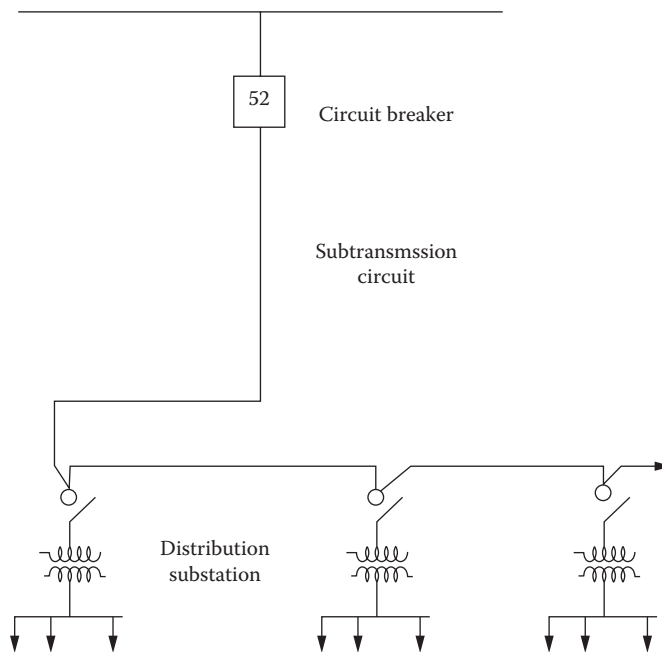 52
Circuit breaker
Subtransmssion
circuit
Distribution
substation